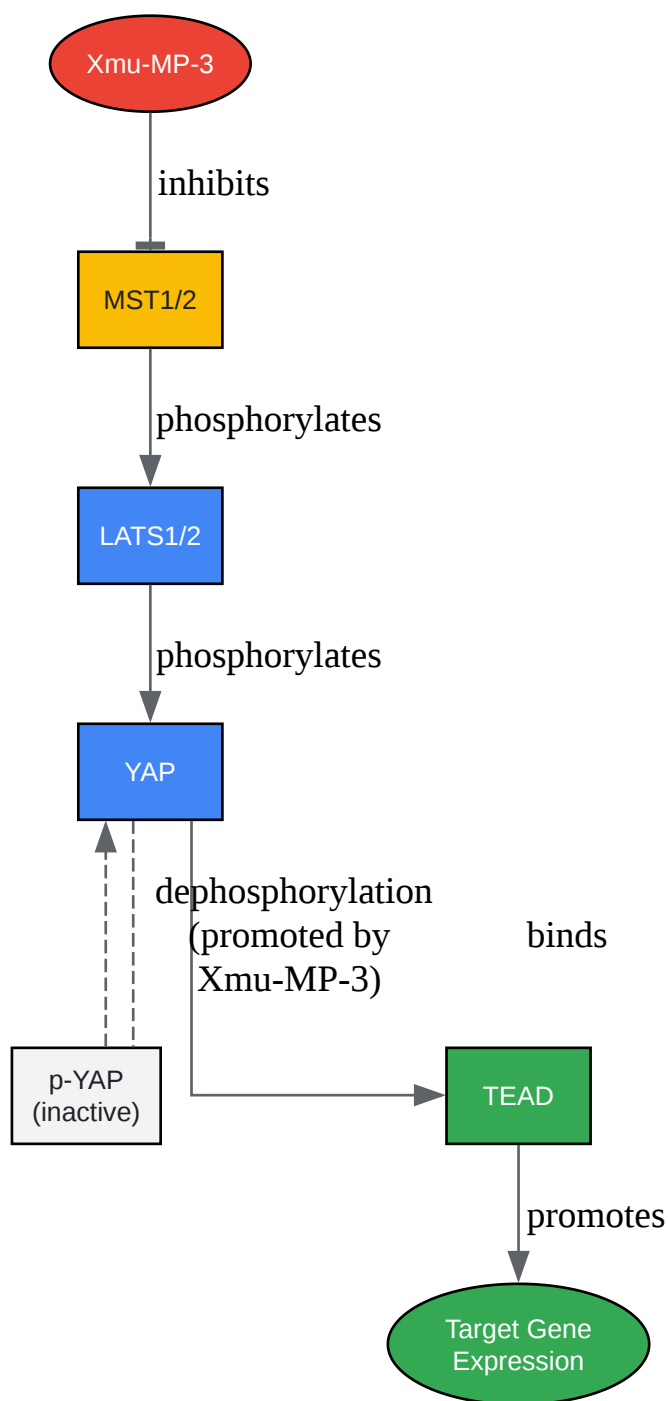 Xmu-MP-3
inhibits
MST1/2
phosphorylates
LATS1/2
phosphorylates
YAP
dephosphorylation
(promoted by
Xmu-MP-3)
binds
p-YAP
(inactive)
TEAD
promotes
Target Gene
Expression